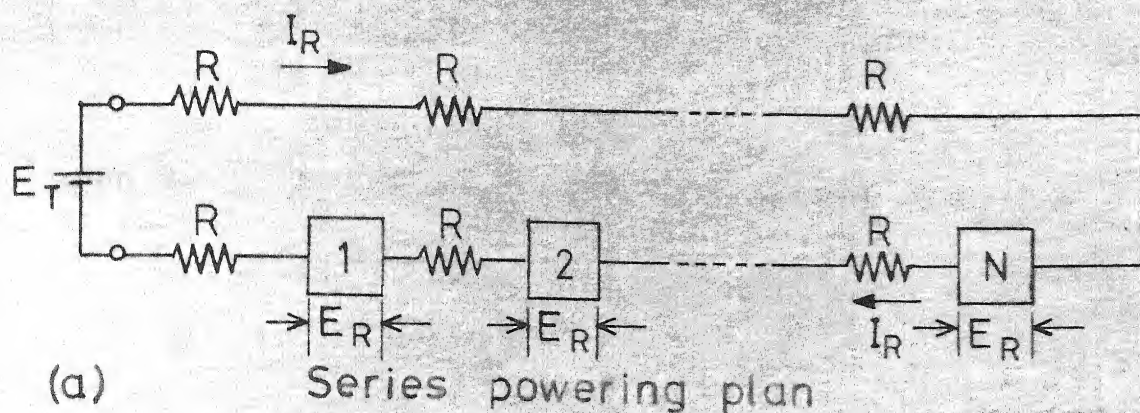 I_R
R R R
E_T
R R R
1 2 N
E_R E_R I_R E_R
(a) Series powering plan